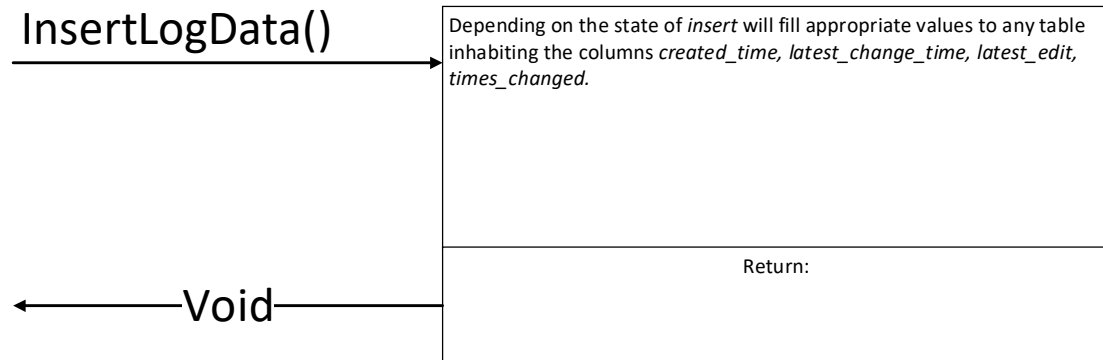 InsertLogData()
Depending on the state of insert will fill appropriate values to any table
inhabiting the columns created_time, latest_change_time, latest_edit,
times_changed.
Return:
Void